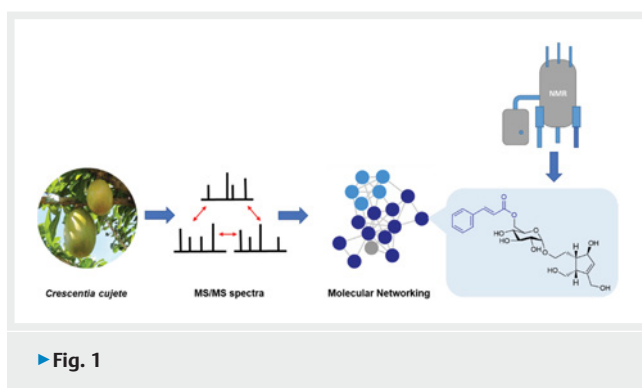 NMR
O
O
HO
HO
OH
O
O
OH
HO
OH
Crescentia cujete
MS/MS spectra
Molecular Networking
►Fig. 1